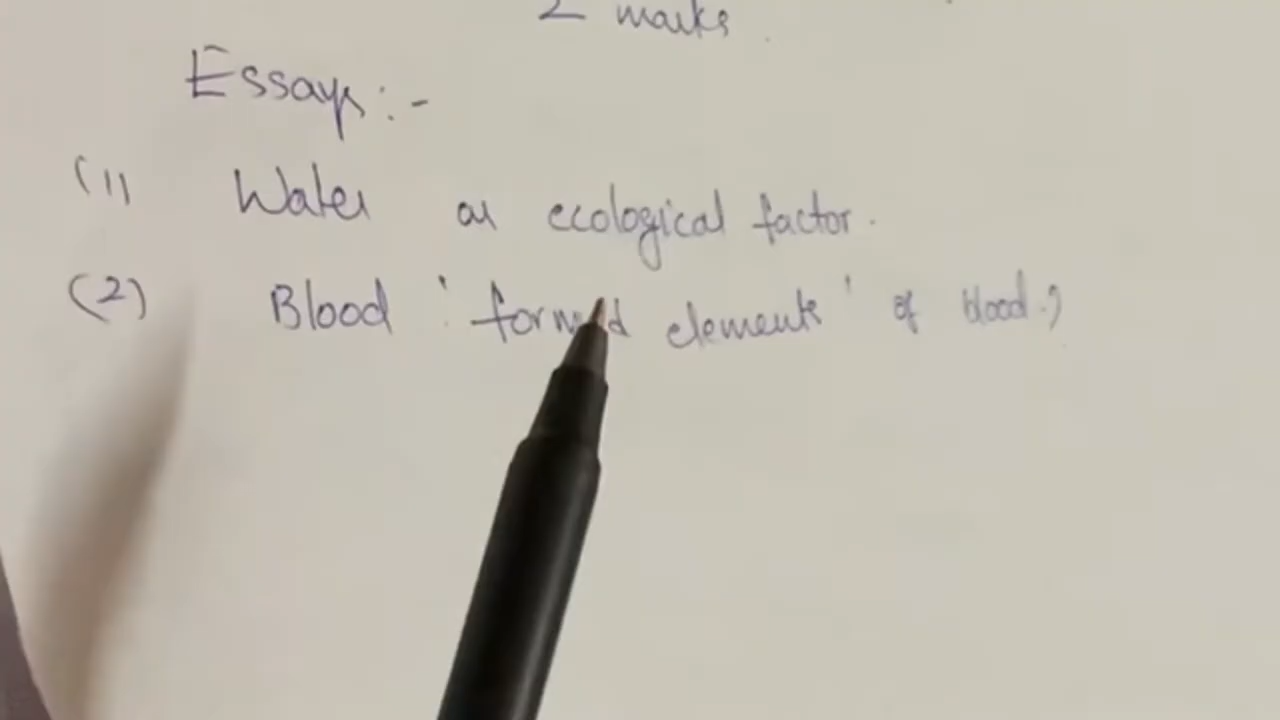 2 marks.
Essays:-
(1) Water as ecological factor.
(2) Blood 'formed elements' of blood.)